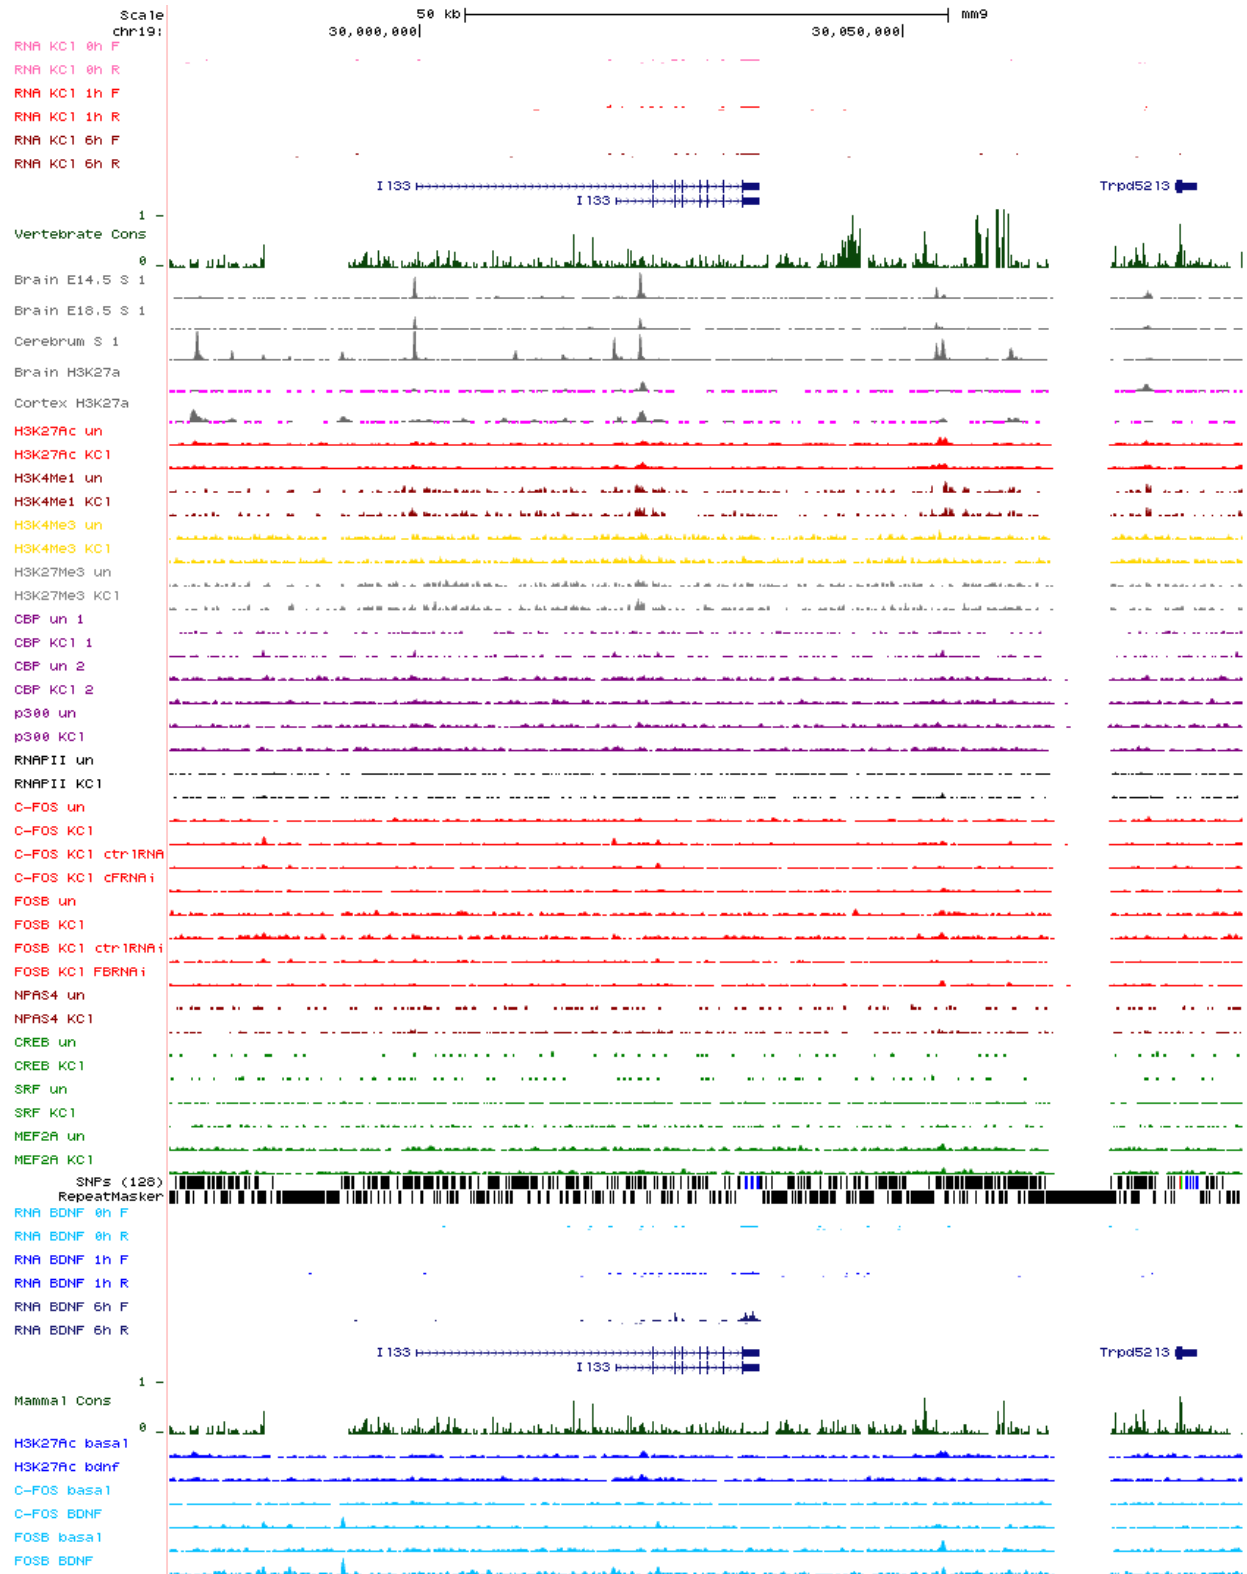 Scale 50 kb mm9
chr19: 30,000,000 30,050,000
RNA KCl 0h F
RNA KCl 0h R
RNA KCl 1h F
RNA KCl 1h R
RNA KCl 6h F
RNA KCl 6h R
Il33 Trpd52l3
Il33
1
Vertebrate Cons
0
Brain E14.5 S 1
Brain E18.5 S 1
Cerebrum S 1
Brain H3K27a
Cortex H3K27a
H3K27Ac un
H3K27Ac KCl
H3K4Me1 un
H3K4Me1 KCl
H3K4Me3 un
H3K4Me3 KCl
H3K27Me3 un
H3K27Me3 KCl
CBP un 1
CBP KCl 1
CBP un 2
CBP KCl 2
p300 un
p300 KCl
RNAPII un
RNAPII KCl
C-FOS un
C-FOS KCl
C-FOS KCl ctrlRNA
C-FOS KCl cFRNAi
FOSB un
FOSB KCl
FOSB KCl ctrlRNAi
FOSB KCl FBRNAi
NPAS4 un
NPAS4 KCl
CREB un
CREB KCl
SRF un
SRF KCl
MEF2A un
MEF2A KCl
SNPs (128)
RepeatMasker
RNA BDNF 0h F
RNA BDNF 0h R
RNA BDNF 1h F
RNA BDNF 1h R
RNA BDNF 6h F
RNA BDNF 6h R
Il33 Trpd52l3
Il33
1
Mammal Cons
0
H3K27Ac basal
H3K27Ac bdnf
C-FOS basal
C-FOS BDNF
FOSB basal
FOSB BDNF